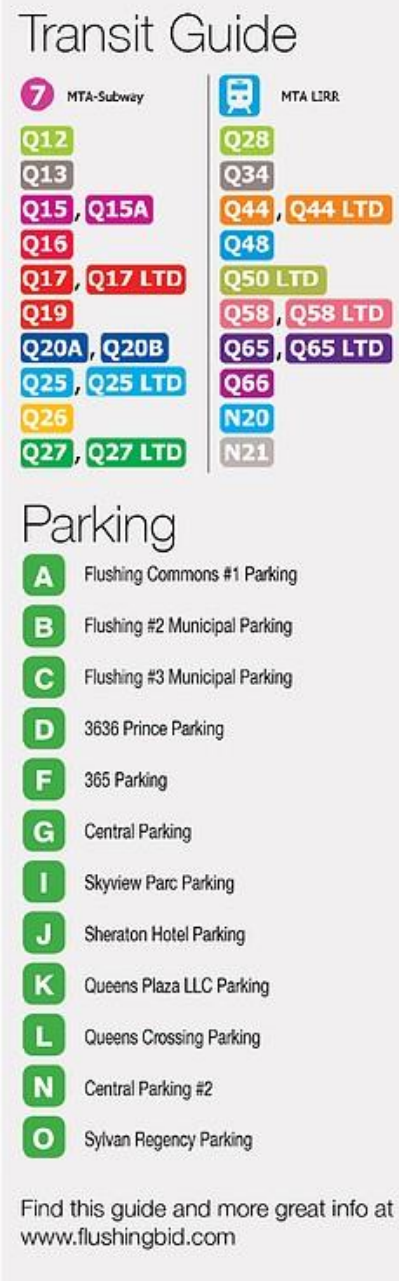 Transit Guide
7 MTA-Subway
Q12
Q13
Q15, Q15A
Q16
Q17, Q17 LTD
Q19
Q20A, Q20B
Q25, Q25 LTD
Q26
Q27, Q27 LTD
MTA LIRR
Q28
Q34
Q44, Q44 LTD
Q48
Q50 LTD
Q58, Q58 LTD
Q65, Q65 LTD
Q66
N20
N21
Parking
A Flushing Commons #1 Parking
B Flushing #2 Municipal Parking
C Flushing #3 Municipal Parking
D 3636 Prince Parking
F 365 Parking
G Central Parking
I Skyview Parc Parking
J Sheraton Hotel Parking
K Queens Plaza LLC Parking
L Queens Crossing Parking
N Central Parking #2
O Sylvan Regency Parking
Find this guide and more great info at
www.flushingbid.com